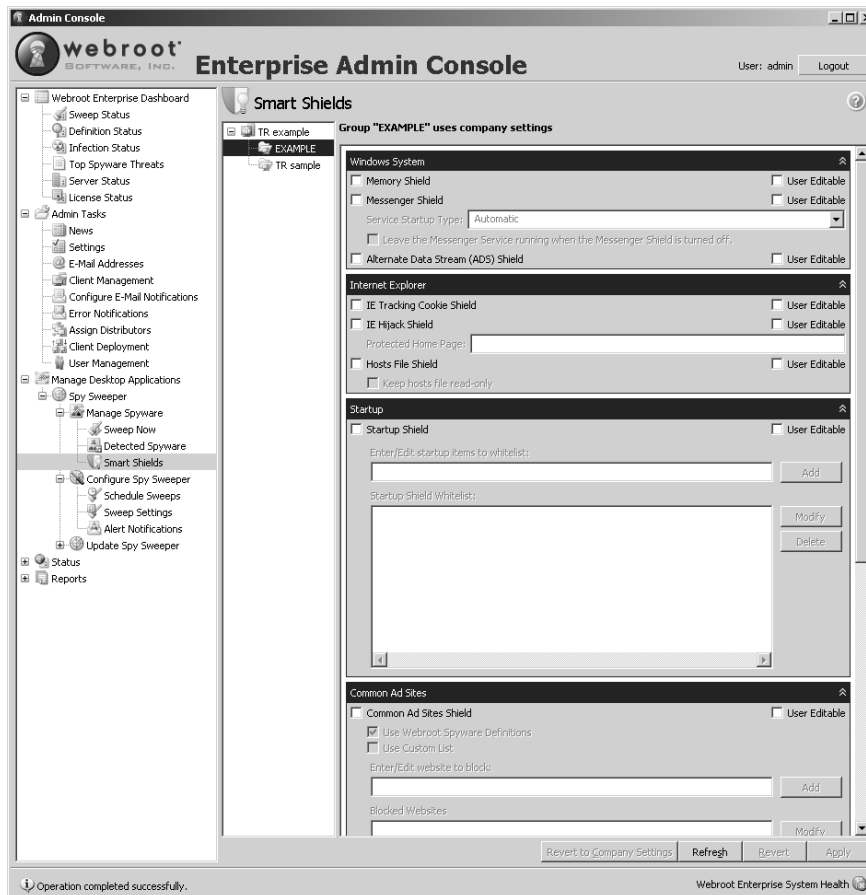 Admin Console
webroot
SOFTWARE, INC.
Enterprise Admin Console
User: admin
Logout
Webroot Enterprise Dashboard
Sweep Status
Definition Status
Infection Status
Top Spyware Threats
Server Status
License Status
Admin Tasks
News
Settings
E-Mail Addresses
Client Management
Configure E-Mail Notifications
Error Notifications
Assign Distributors
Client Deployment
User Management
Manage Desktop Applications
Spy Sweeper
Manage Spyware
Sweep Now
Detected Spyware
Smart Shields
Configure Spy Sweeper
Schedule Sweeps
Sweep Settings
Alert Notifications
Update Spy Sweeper
Status
Reports
Smart Shields
TR example
EXAMPLE
TR sample
Group "EXAMPLE" uses company settings
Windows System
Memory Shield User Editable
Messenger Shield User Editable
Service Startup Type: Automatic
Leave the Messenger Service running when the Messenger Shield is turned off.
Alternate Data Stream (ADS) Shield User Editable
Internet Explorer
IE Tracking Cookie Shield User Editable
IE Hijack Shield User Editable
Protected Home Page:
Hosts File Shield User Editable
Keep hosts file read-only
Startup
Startup Shield User Editable
Enter/Edit startup items to whitelist:
Add
Startup Shield Whitelist:
Modify
Delete
Common Ad Sites
Common Ad Sites Shield User Editable
Use Webroot Spyware Definitions
Use Custom List
Enter/Edit website to block:
Add
Blocked Websites
Modify
Revert to Company Settings Refresh Revert Apply
Operation completed successfully.
Webroot Enterprise System Health